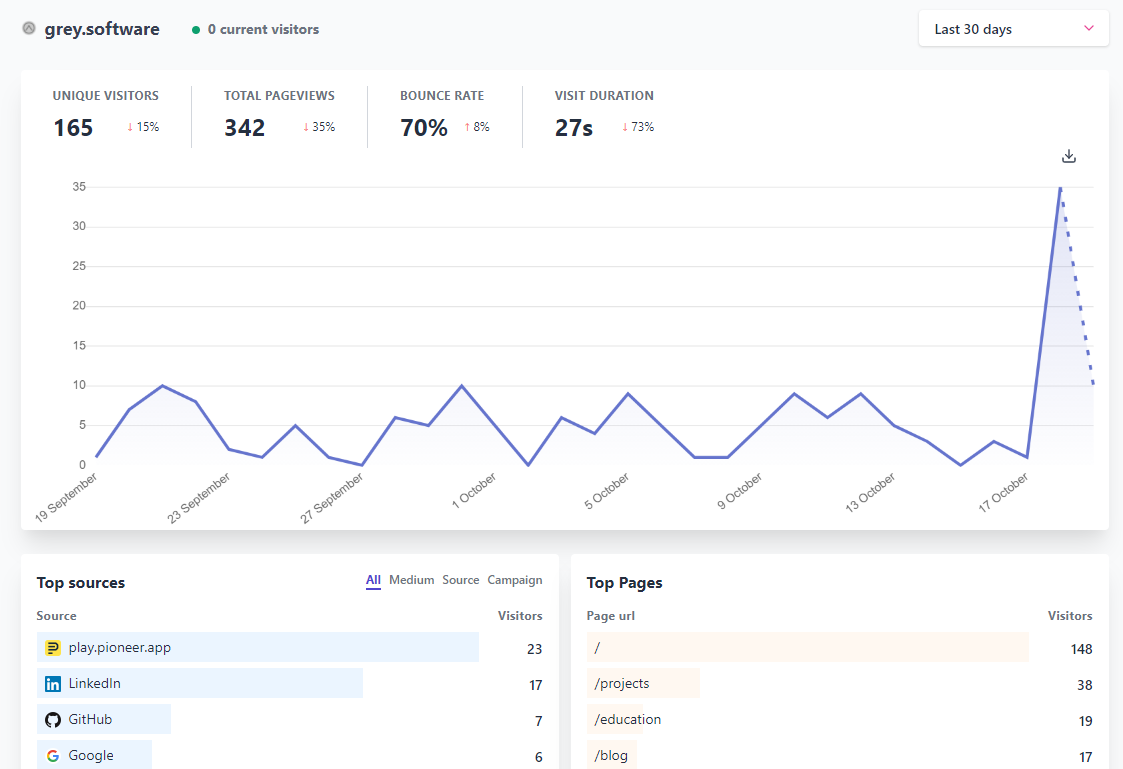 grey.software 0 current visitors Last 30 days
UNIQUE VISITORS TOTAL PAGEVIEWS BOUNCE RATE VISIT DURATION
165 ↓ 15% 342 ↓ 35% 70% ↑ 8% 27s ↓ 73%
35
30
25
20
15
10
5
0
19 September 23 September 27 September 1 October 5 October 9 October 13 October 17 October
Top sources All Medium Source Campaign
Source Visitors
play.pioneer.app 23
LinkedIn 17
GitHub 7
Google 6
Top Pages
Page url Visitors
/ 148
/projects 38
/education 19
/blog 17